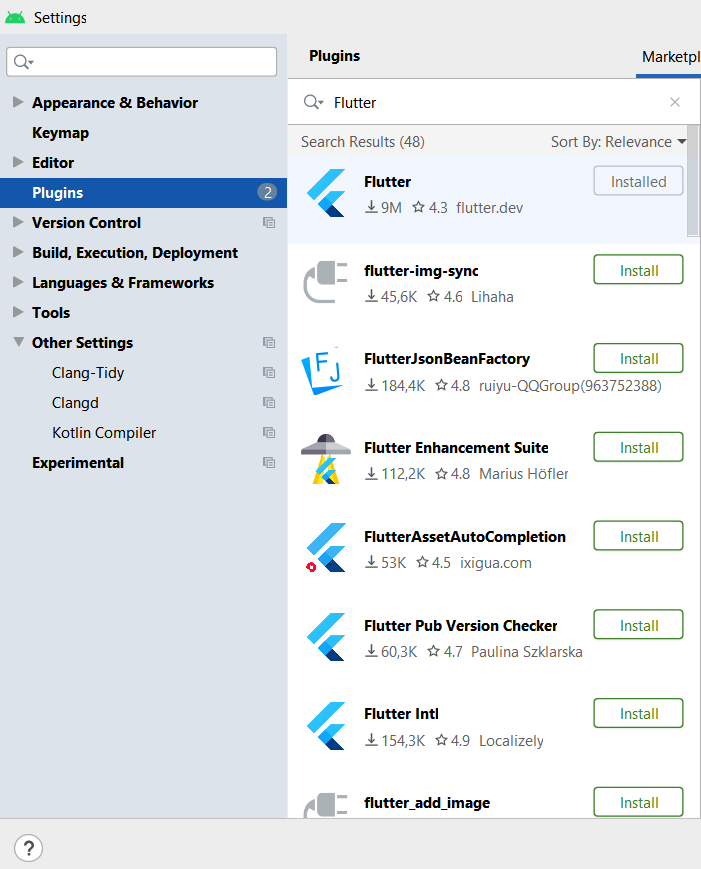 Settings
Appearance & Behavior
Keymap
Editor
Plugins
2
Version Control
Build, Execution, Deployment
Languages & Frameworks
Tools
Other Settings
Clang-Tidy
Clangd
Kotlin Compiler
Experimental
?
Plugins
Marketpl
Flutter
Search Results (48)
Sort By: Relevance
Flutter
Installed
9M 4.3 flutter.dev
flutter-img-sync
Install
45,6K 4.6 Lihaha
FJ
FlutterJsonBeanFactory
Install
184,4K 4.8 ruiyu-QQGroup(963752388)
Flutter Enhancement Suite
Install
112,2K 4.8 Marius Höfler
FlutterAssetAutoCompletion
Install
53K 4.5 ixigua.com
Flutter Pub Version Checker
Install
60,3K 4.7 Paulina Szklarska
Flutter Intl
Install
154,3K 4.9 Localizely
flutter_add_image
Install